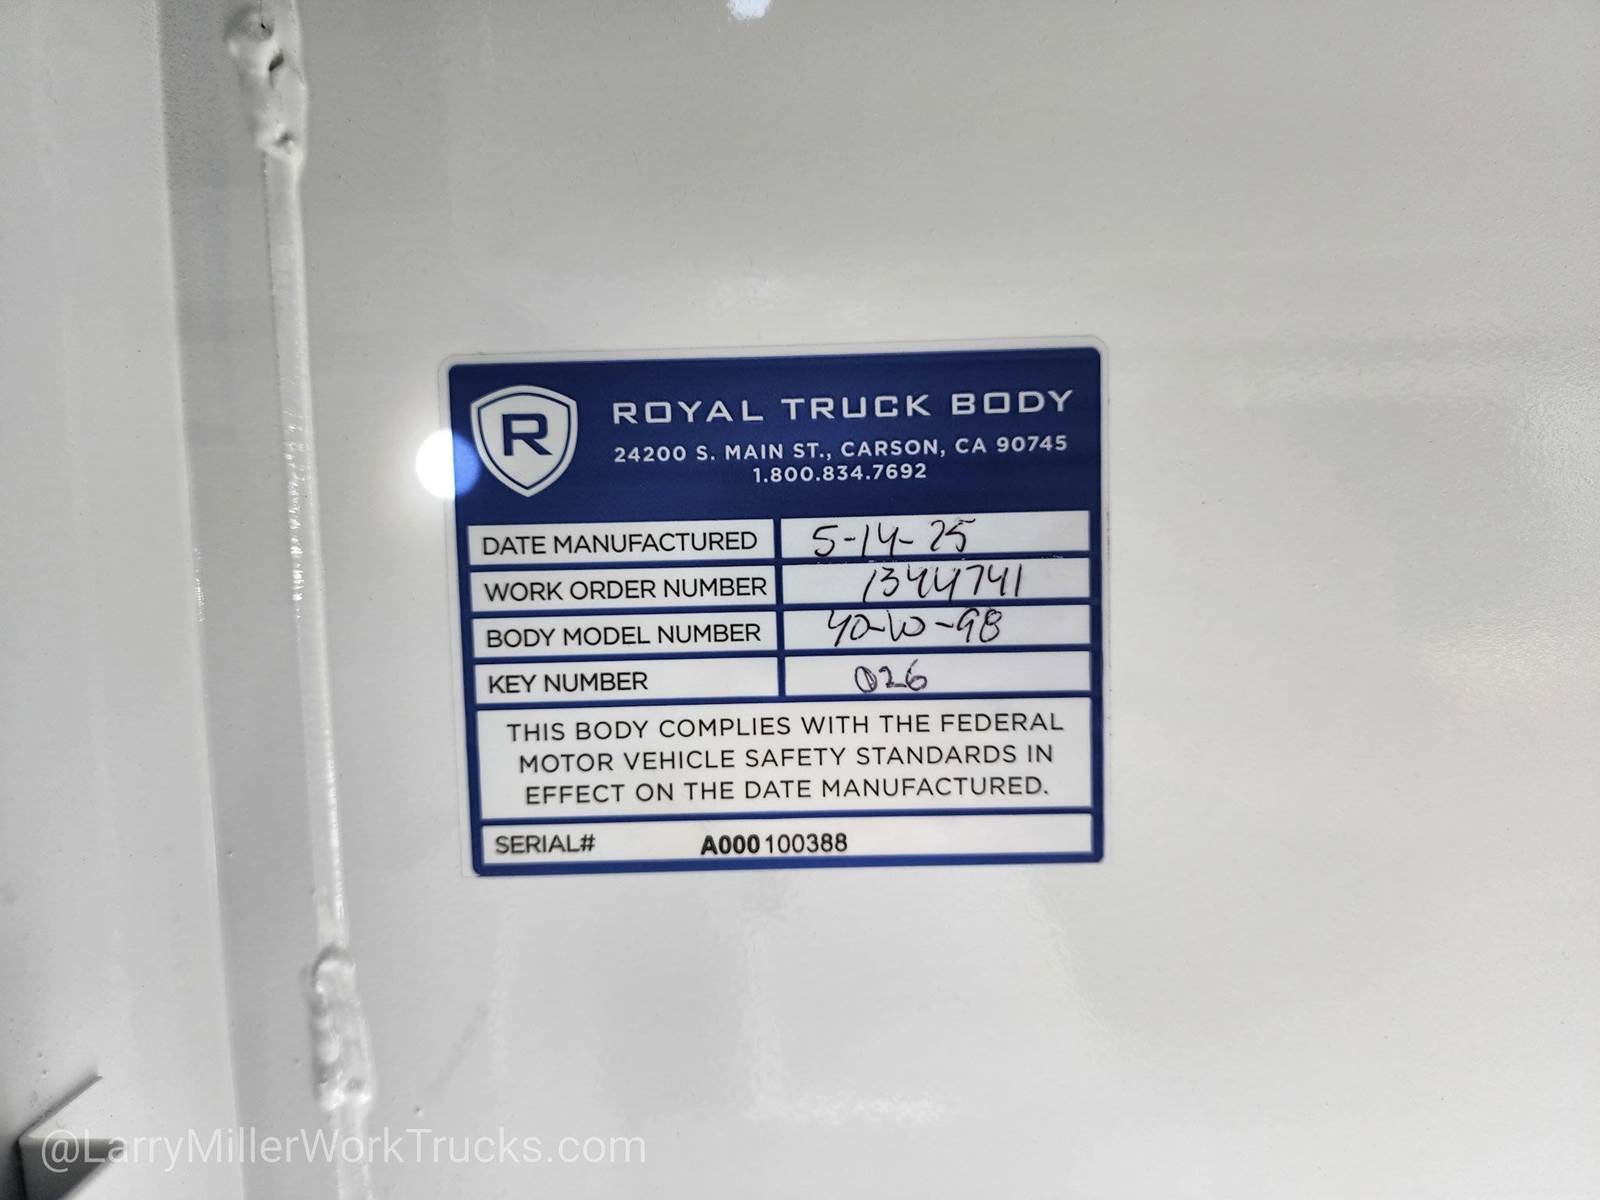 R
ROYAL TRUCK BODY
24200 S. MAIN ST., CARSON, CA 90745
1.800.834.7692
DATE MANUFACTURED 5-14-25
WORK ORDER NUMBER 1344741
BODY MODEL NUMBER 40-W-98
KEY NUMBER 026
THIS BODY COMPLIES WITH THE FEDERAL
MOTOR VEHICLE SAFETY STANDARDS IN
EFFECT ON THE DATE MANUFACTURED.
SERIAL# A000100388
@LarryMillerWorkTrucks.com